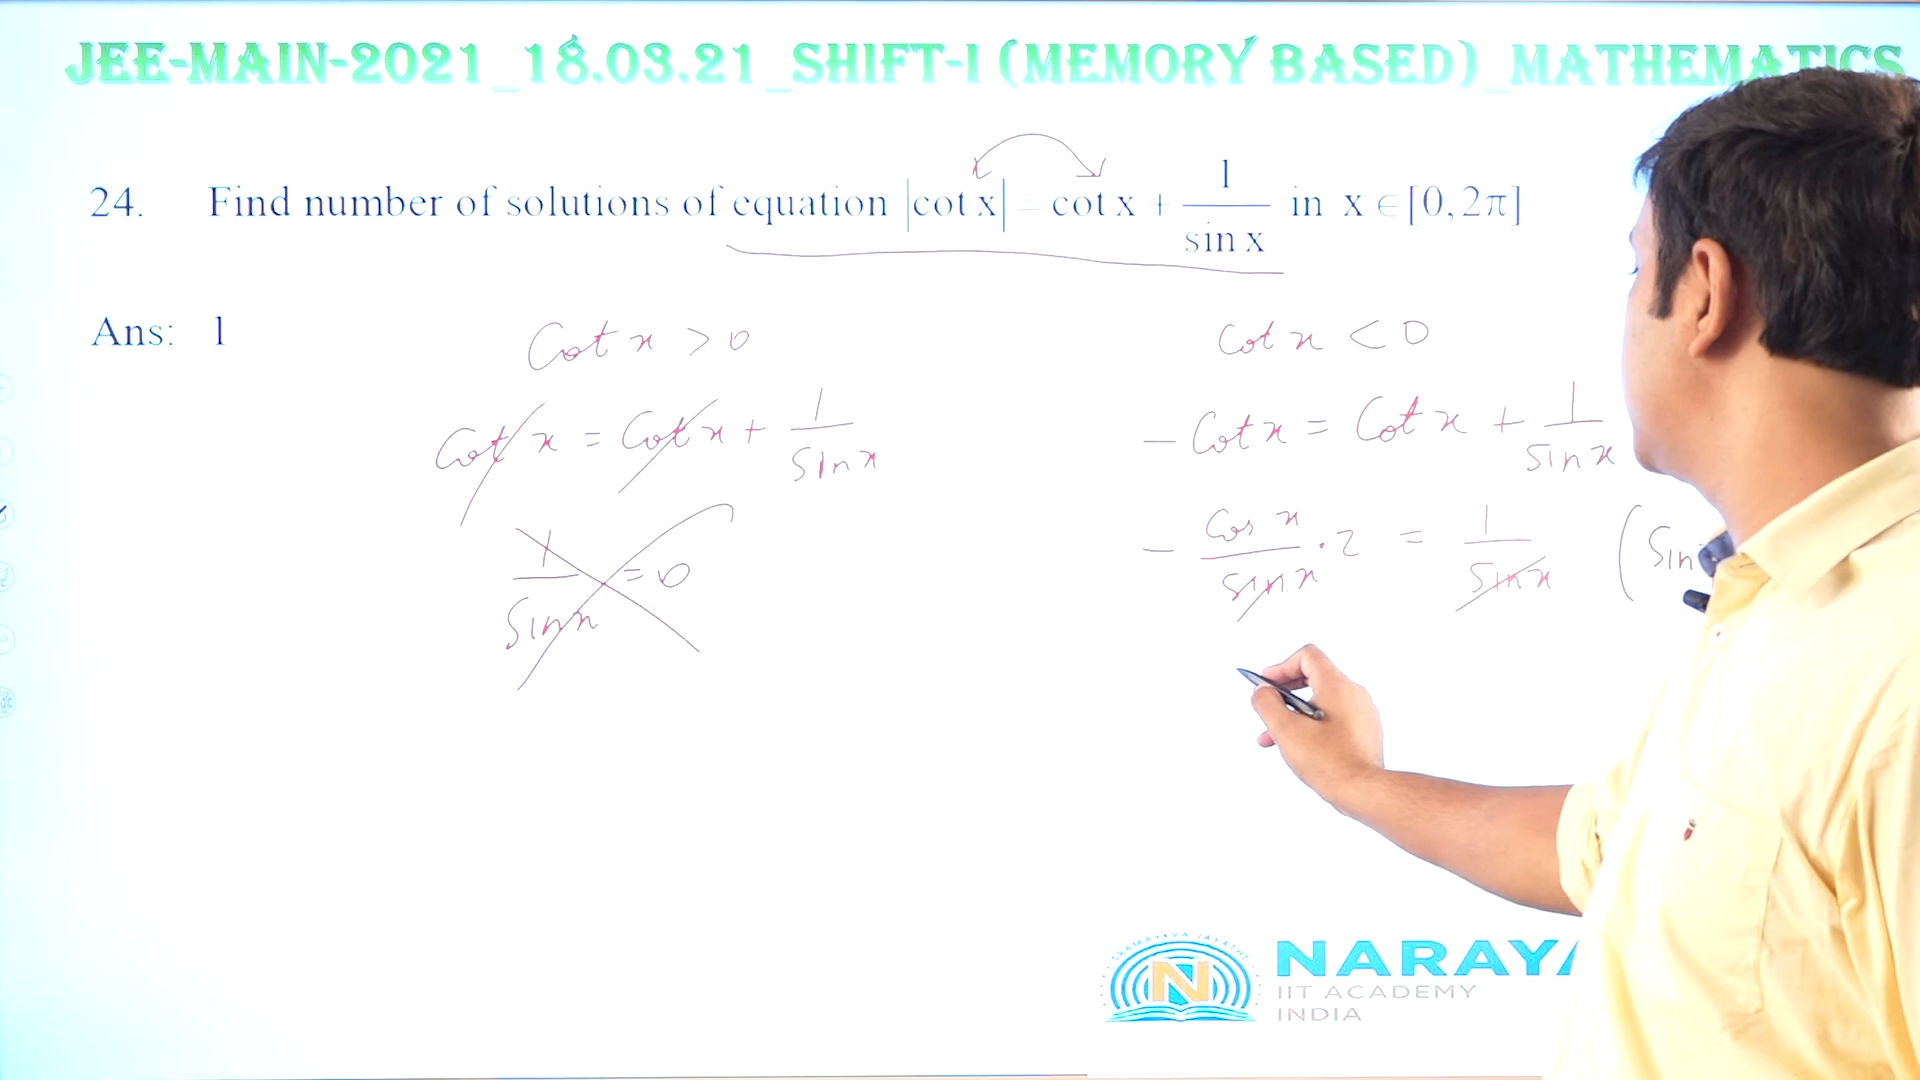 JEE-MAIN-2021_18.03.21_SHIFT-I (MEMORY BASED)_MATHEMATICS
24. Find number of solutions of equation |cot x| = cot x + 1/sin x in x ∈ [0, 2π]
Ans: 1
Cot x > 0
Cot x = Cot x + 1/Sin x
1/Sin x = 0
Cot x < 0
- Cot x = Cot x + 1/Sin x
- Cos x/Sin x · 2 = 1/Sin x (Sin
N
NARAYA
IIT ACADEMY
INDIA